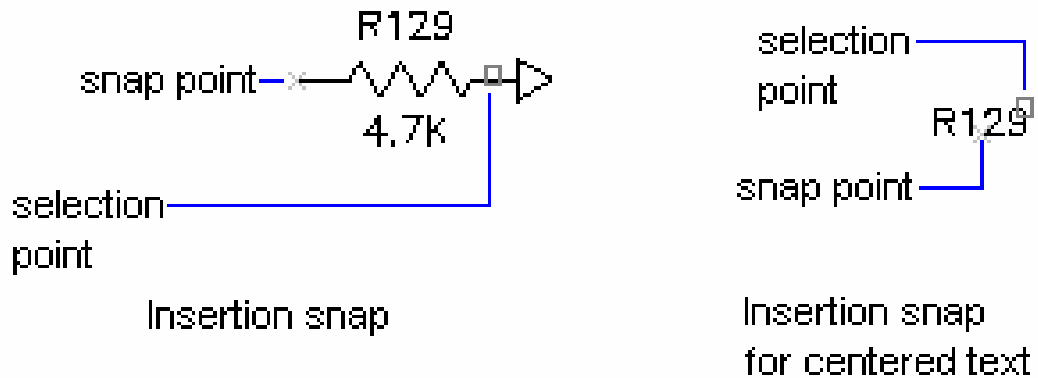 R129
snap point
4.7K
selection
point
Insertion snap
selection
point
R129
snap point
Insertion snap
for centered text